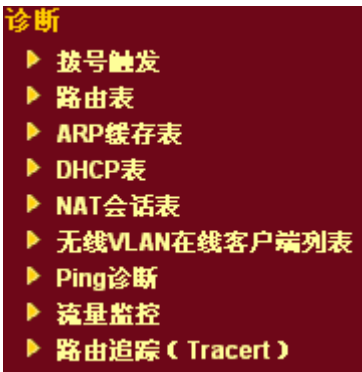 诊断
拨号触发
路由表
ARP缓存表
DHCP表
NAT会话表
无线VLAN在线客户端列表
Ping诊断
流量监控
路由追踪（Tracert）